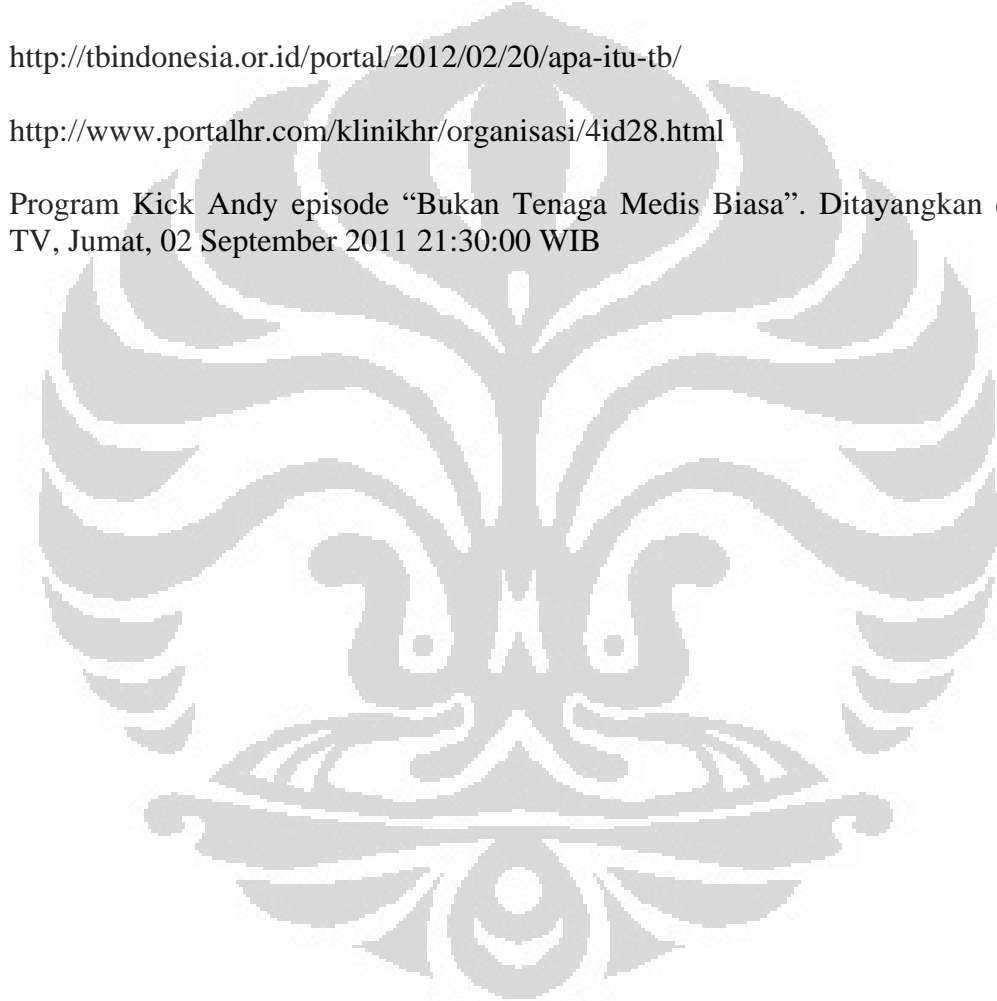 http://tbindonesia.or.id/portal/2012/02/20/apa-itu-tb/
http://www.portalhr.com/klinikhr/organisasi/4id28.html
Program Kick Andy episode “Bukan Tenaga Medis Biasa”. Ditayangkan
TV, Jumat, 02 September 2011 21:30:00 WIB